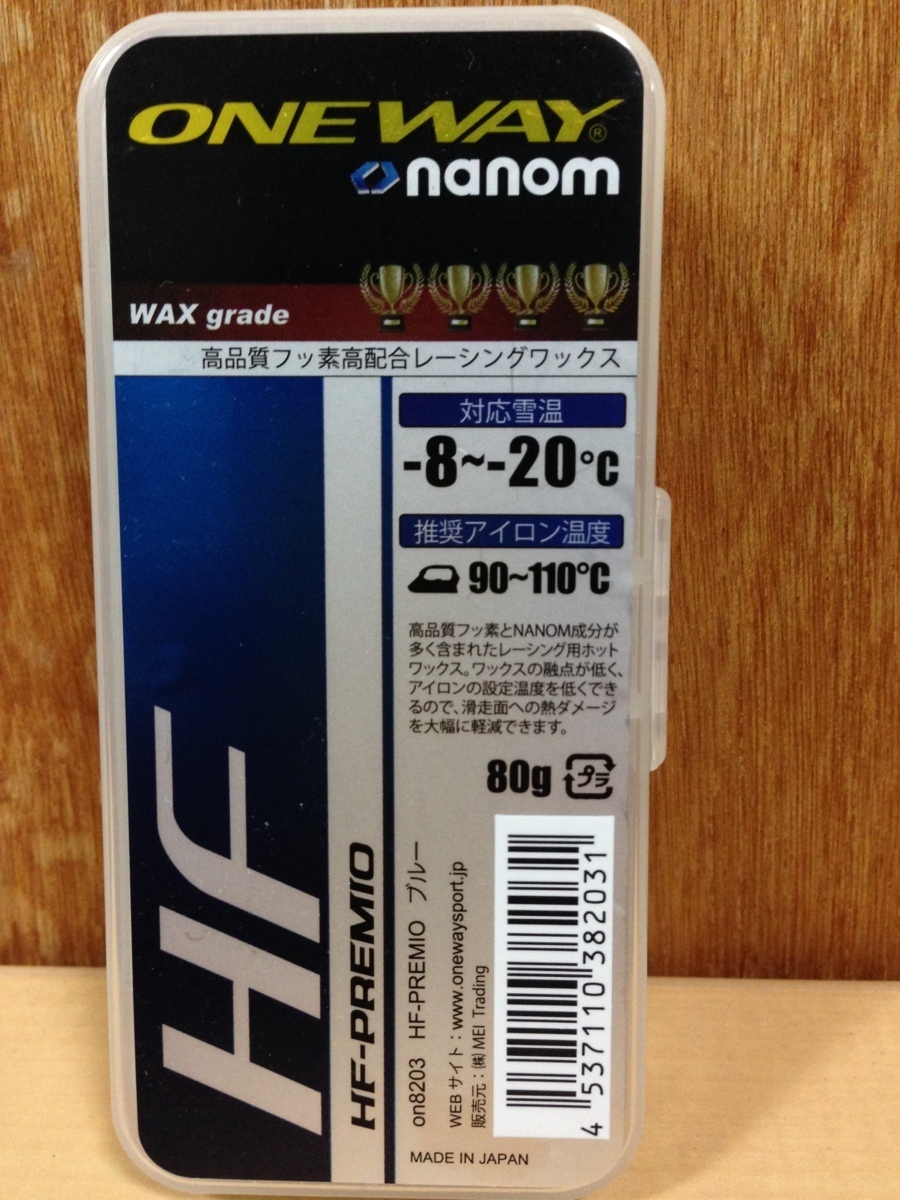 ONE WAY®
nanom
WAX grade
高品質フッ素高配合レーシングワックス
対応雪温
-8~-20°C
推奨アイロン温度
90~110°C
高品質フッ素とNANOM成分が
多く含まれたレーシング用ホット
ワックス。ワックスの融点が低く、
アイロンの設定温度を低くでき
るので、滑走面への熱ダメージ
を大幅に軽減できます。
80g プラ
HF
HF-PREMIO
on8203 HF-PREMIO ブルー
WEBサイト：www.onewaysport.jp
販売元：㈱MEI Trading
4 537110 382031
MADE IN JAPAN